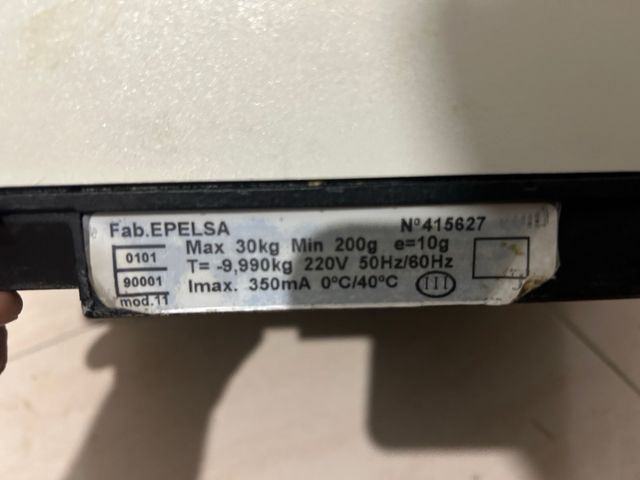 Fab.EPELSA Nº415627
0101 Max 30kg Min 200g e=10g
T= -9,990kg 220V 50Hz/60Hz
90001 Imax. 350mA 0ºC/40ºC III
mod.11